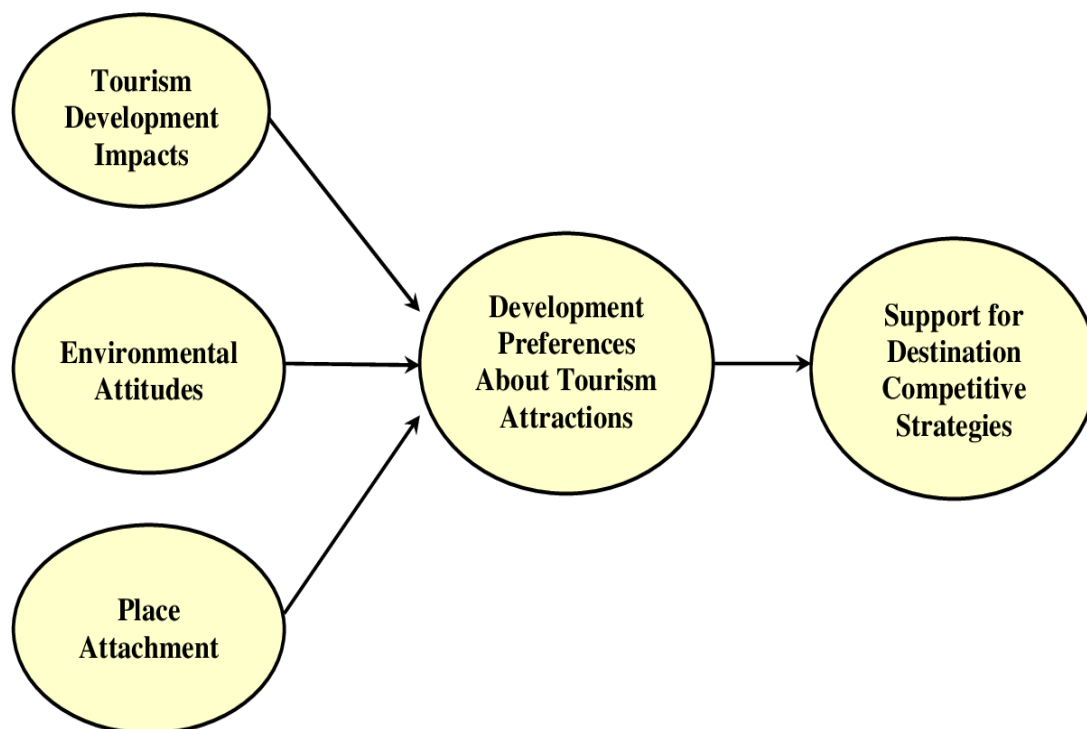 Tourism
Development
Impacts
Environmental
Attitudes
Place
Attachment
Development
Preferences
About Tourism
Attractions
Support for
Destination
Competitive
Strategies